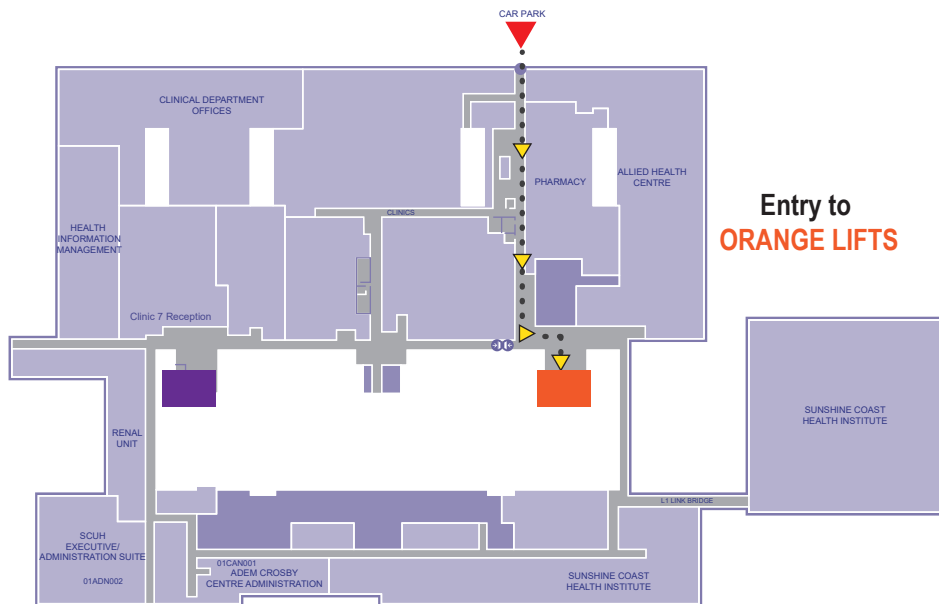 CAR PARK
CLINICAL DEPARTMENT
OFFICES
PHARMACY
ALLIED HEALTH
CENTRE
Entry to
ORANGE LIFTS
CLINICS
HEALTH
INFORMATION
MANAGEMENT
Clinic 7 Reception
SUNSHINE COAST
HEALTH INSTITUTE
RENAL
UNIT
L1 LINK BRIDGE
SCUH
EXECUTIVE/
ADMINISTRATION SUITE
01ADN002
01CAN001
ADEM CROSBY
CENTRE ADMINISTRATION
SUNSHINE COAST
HEALTH INSTITUTE